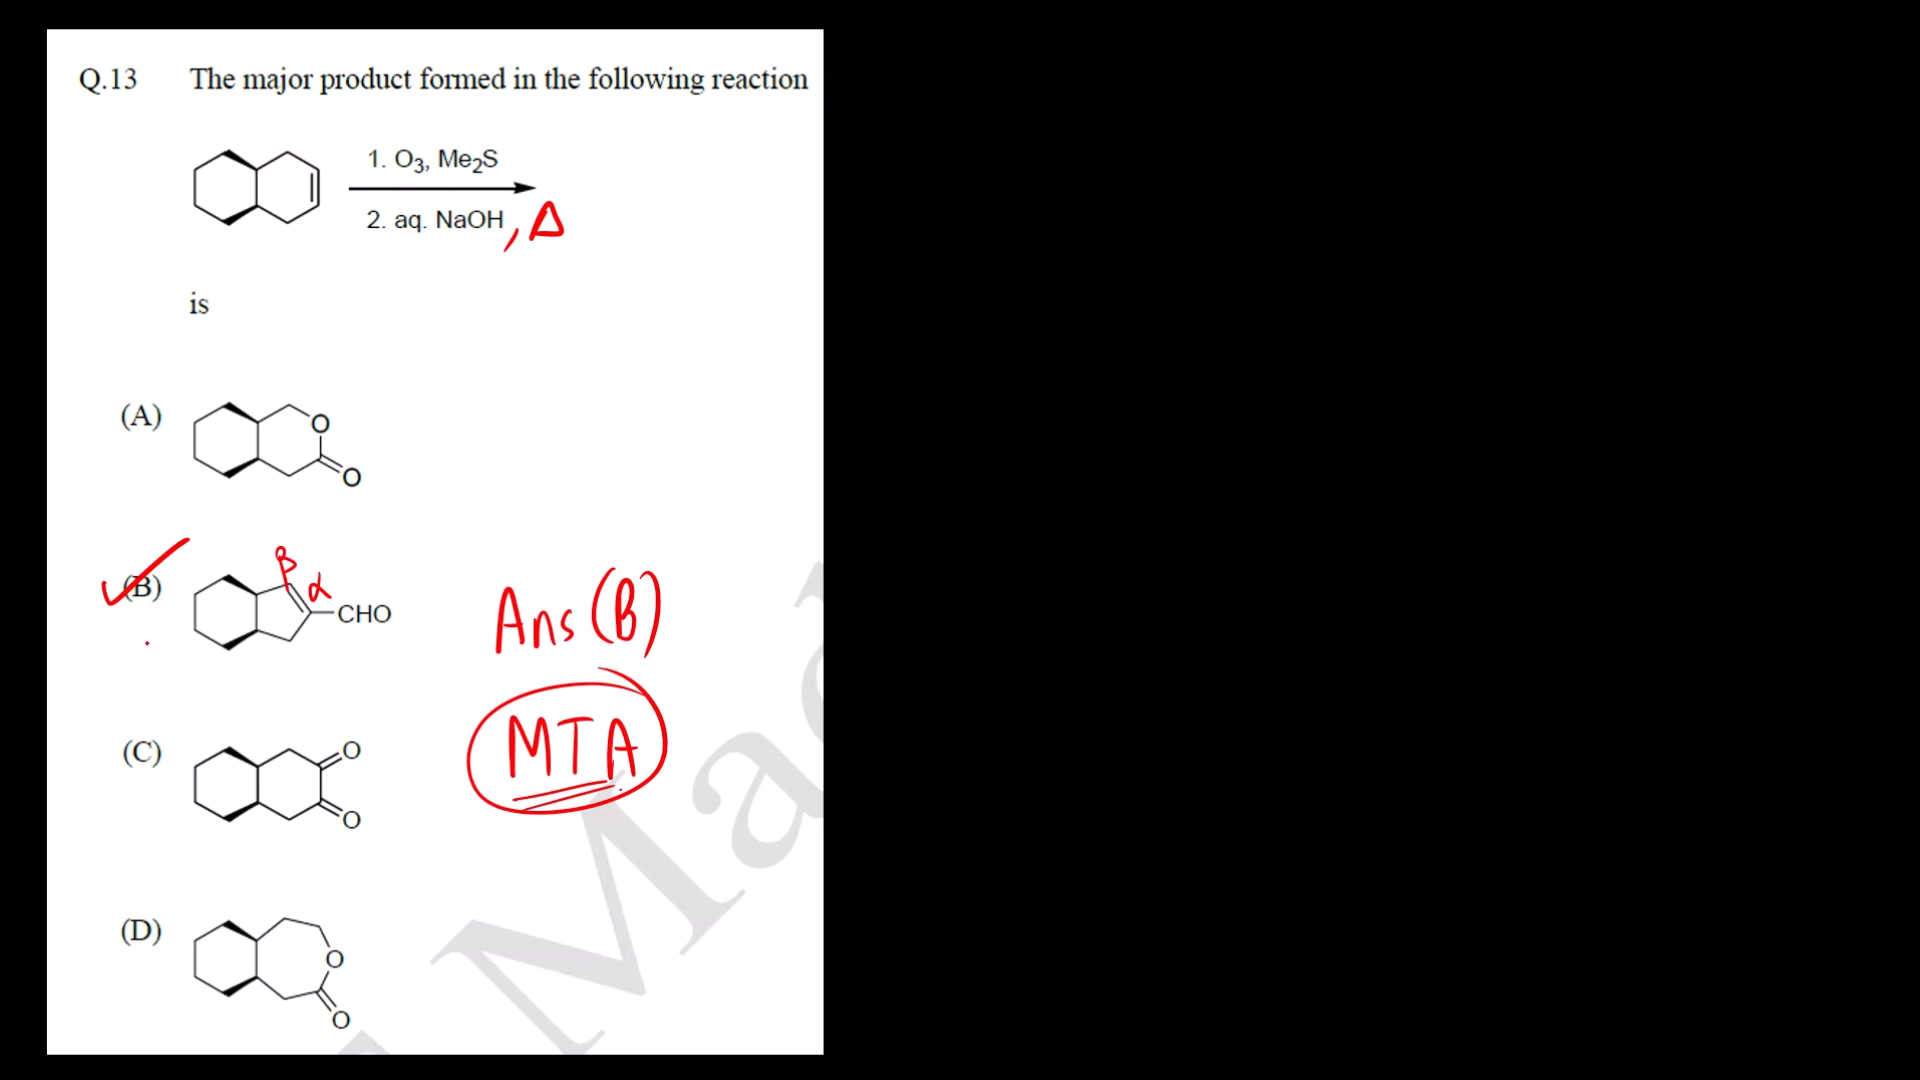 Q.13 The major product formed in the following reaction
1. O3, Me2S
2. aq. NaOH, Δ
is
(A)
O
O
(B)
β
α
CHO
Ans (B)
MTA
(C)
O
O
(D)
O
O
Mad